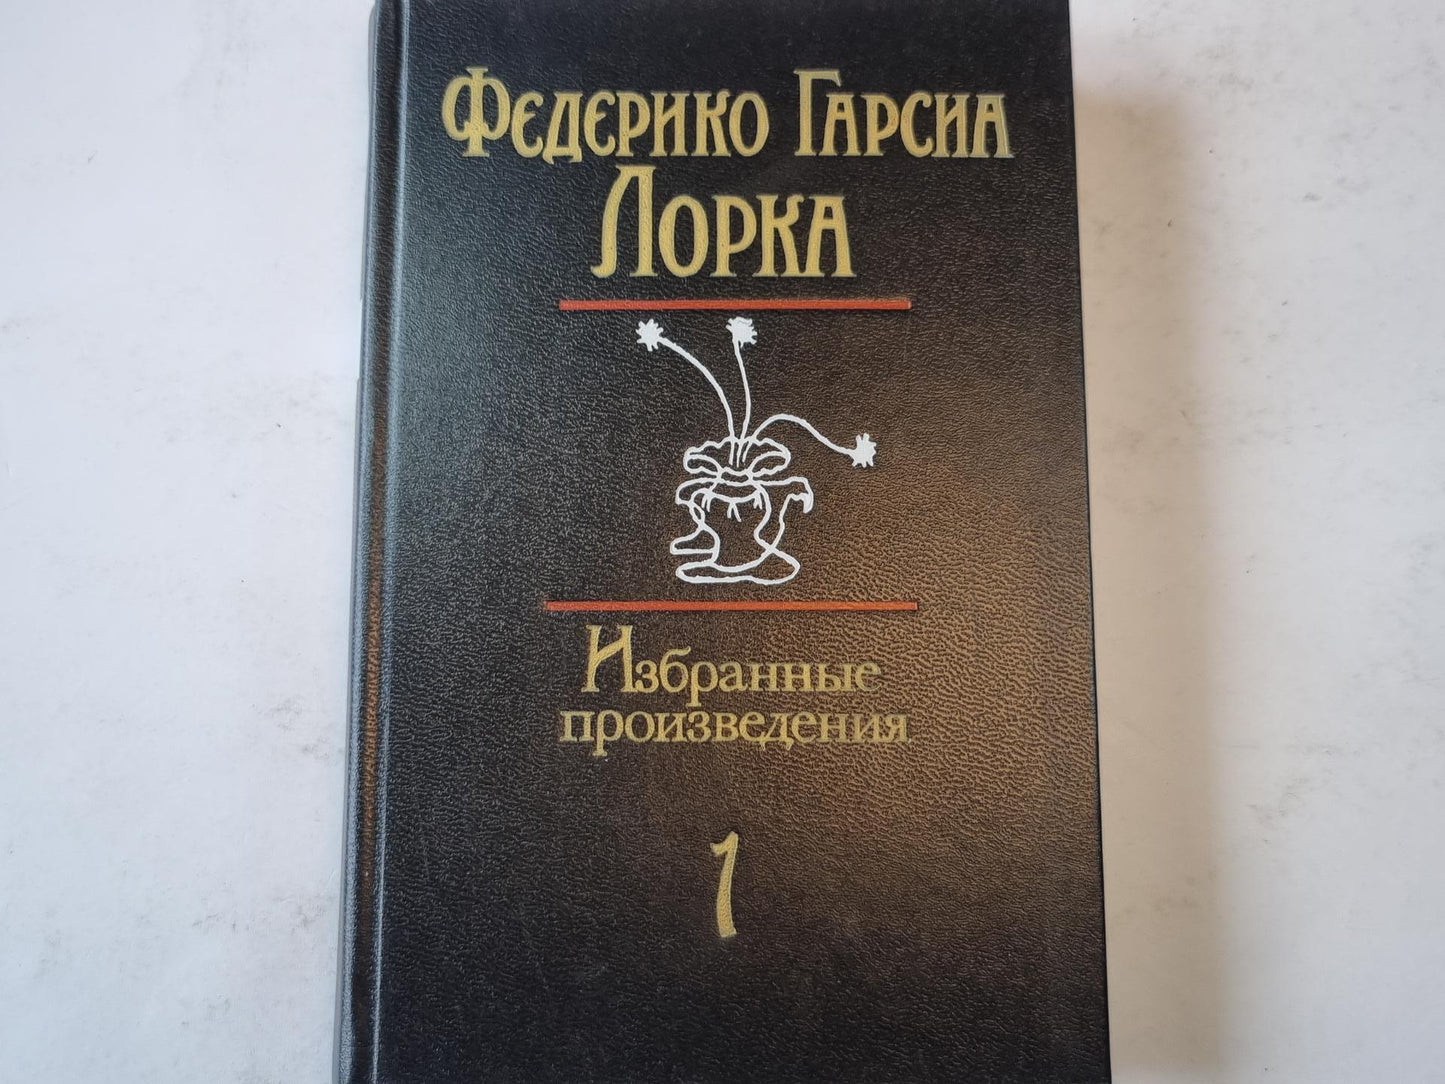 Федерико Гарсиа
Лорка
Избранные
произведения
1